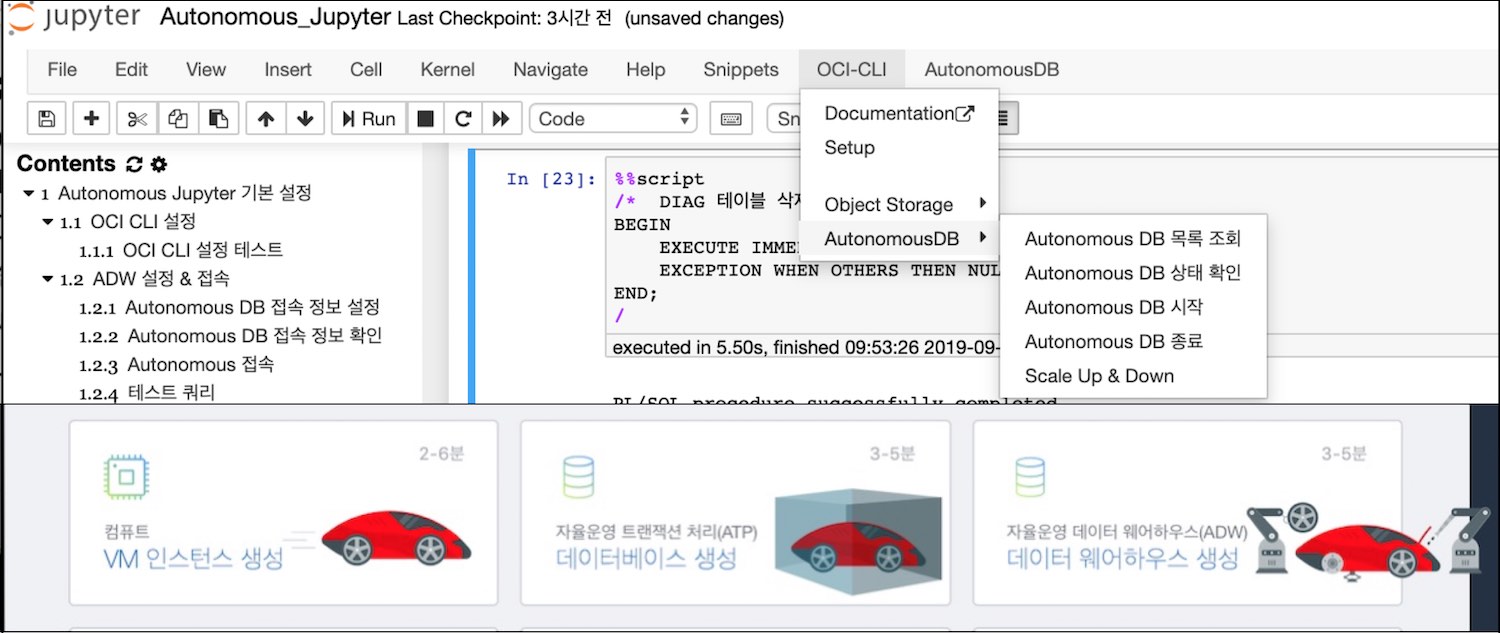 jupyter Autonomous_Jupyter Last Checkpoint: 3시간 전 (unsaved changes)
File Edit View Insert Cell Kernel Navigate Help Snippets OCI-CLI AutonomousDB
Run Code Sn
Documentation
Setup
Object Storage
AutonomousDB
Autonomous DB 목록 조회
Autonomous DB 상태 확인
Autonomous DB 시작
Autonomous DB 종료
Scale Up & Down
Contents
1 Autonomous Jupyter 기본 설정
1.1 OCI CLI 설정
1.1.1 OCI CLI 설정 테스트
1.2 ADW 설정 & 접속
1.2.1 Autonomous DB 접속 정보 설정
1.2.2 Autonomous DB 접속 정보 확인
1.2.3 Autonomous 접속
1.2.4 테스트 쿼리
In [23]:
%%script
/* DIAG 테이블
BEGIN
EXECUTE IMME
EXCEPTION WHEN OTHERS THEN NUL
END;
/
executed in 5.50s, finished 09:53:26 2019-09-
PL/SQL procedure successfully completed
2-6분
컴퓨트
VM 인스턴스 생성
3-5분
자율운영 트랜잭션 처리(ATP)
데이터베이스 생성
3-5분
자율운영 데이터 웨어하우스(ADW)
데이터 웨어하우스 생성